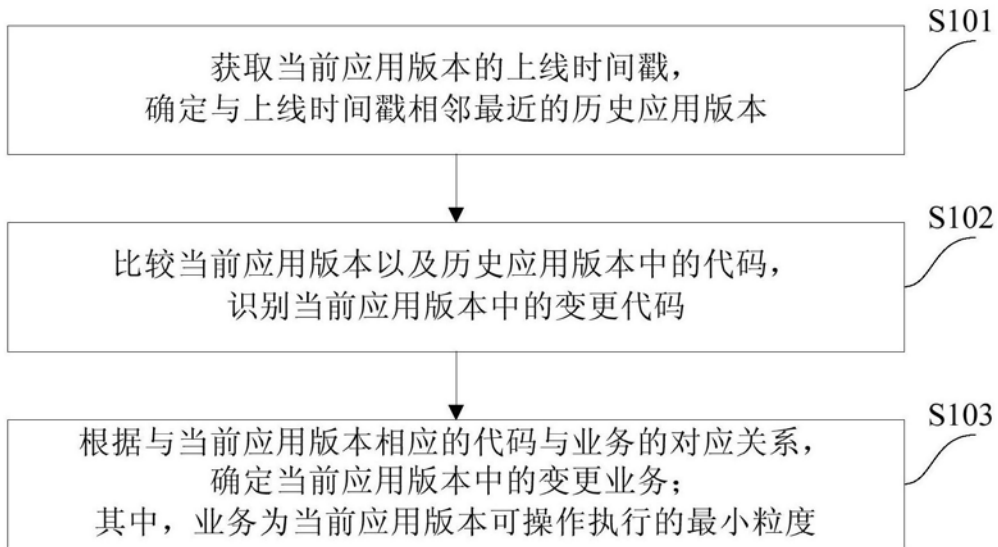 S101
获取当前应用版本的上线时间戳，
确定与上线时间戳相邻最近的历史应用版本
S102
比较当前应用版本以及历史应用版本中的代码，
识别当前应用版本中的变更代码
S103
根据与当前应用版本相应的代码与业务的对应关系，
确定当前应用版本中的变更业务；
其中，业务为当前应用版本可操作执行的最小粒度